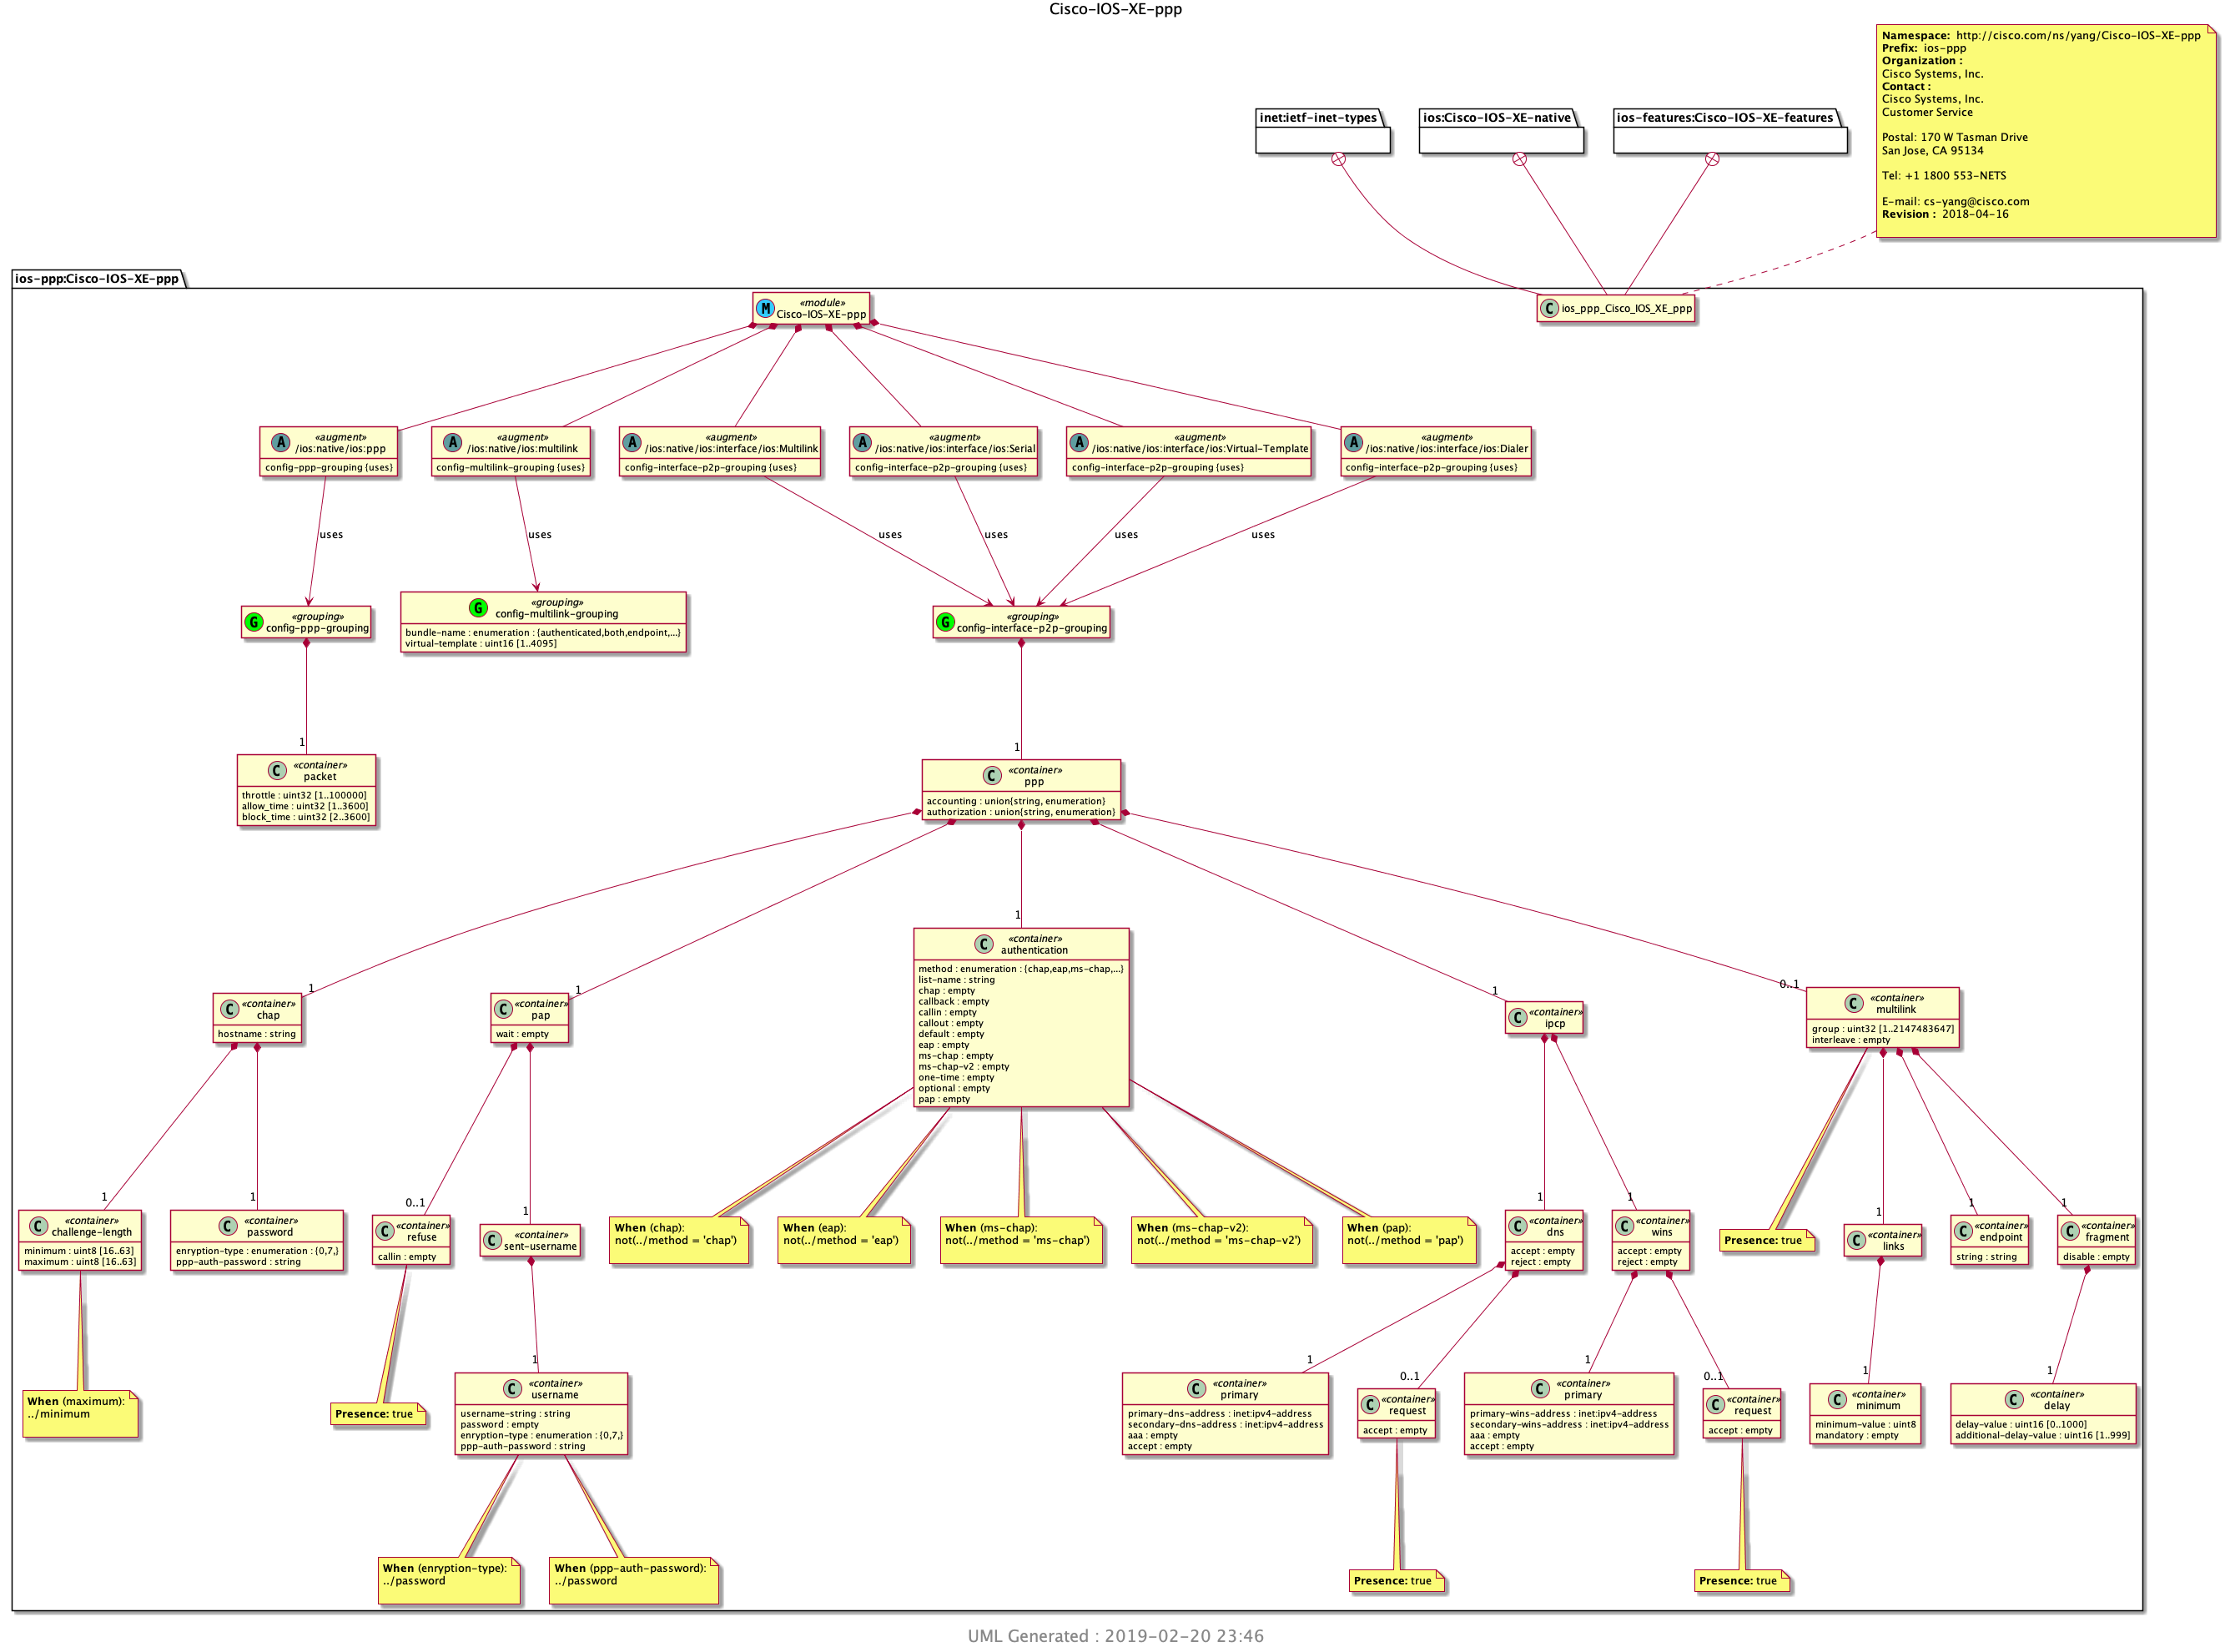 Cisco-IOS-XE-ppp
Namespace: http://cisco.com/ns/yang/Cisco-IOS-XE-ppp
Prefix: ios-ppp
Organization :
Cisco Systems, Inc.
Contact :
Cisco Systems, Inc.
Customer Service
Postal: 170 W Tasman Drive
San Jose, CA 95134
Tel: +1 1800 553-NETS
E-mail: cs-yang@cisco.com
Revision : 2018-04-16
inet:ietf-inet-types
ios:Cisco-IOS-XE-native
ios-features:Cisco-IOS-XE-features
ios-ppp:Cisco-IOS-XE-ppp
M
«module»
Cisco-IOS-XE-ppp
C
ios_ppp_Cisco_IOS_XE_ppp
A
«augment»
/ios:native/ios:ppp
config-ppp-grouping {uses}
A
«augment»
/ios:native/ios:multilink
config-multilink-grouping {uses}
A
«augment»
/ios:native/ios:interface/ios:Multilink
config-interface-p2p-grouping {uses}
A
«augment»
/ios:native/ios:interface/ios:Serial
config-interface-p2p-grouping {uses}
A
«augment»
/ios:native/ios:interface/ios:Virtual-Template
config-interface-p2p-grouping {uses}
A
«augment»
/ios:native/ios:interface/ios:Dialer
config-interface-p2p-grouping {uses}
uses
uses
uses
uses
uses
uses
G
«grouping»
config-ppp-grouping
G
«grouping»
config-multilink-grouping
bundle-name : enumeration : {authenticated,both,endpoint,...}
virtual-template : uint16 [1..4095]
G
«grouping»
config-interface-p2p-grouping
1
1
C
«container»
packet
throttle : uint32 [1..100000]
allow_time : uint32 [1..3600]
block_time : uint32 [2..3600]
C
«container»
ppp
accounting : union{string, enumeration}
authorization : union{string, enumeration}
1
1
1
1
0..1
C
«container»
chap
hostname : string
C
«container»
pap
wait : empty
C
«container»
authentication
method : enumeration : {chap,eap,ms-chap,...}
list-name : string
chap : empty
callback : empty
callin : empty
callout : empty
default : empty
eap : empty
ms-chap : empty
ms-chap-v2 : empty
one-time : empty
optional : empty
pap : empty
C
«container»
ipcp
C
«container»
multilink
group : uint32 [1..2147483647]
interleave : empty
1
1
0..1
1
1
1
1
1
1
C
«container»
challenge-length
minimum : uint8 [16..63]
maximum : uint8 [16..63]
C
«container»
password
enryption-type : enumeration : {0,7,}
ppp-auth-password : string
C
«container»
refuse
callin : empty
C
«container»
sent-username
When (chap):
not(../method = 'chap')
When (eap):
not(../method = 'eap')
When (ms-chap):
not(../method = 'ms-chap')
When (ms-chap-v2):
not(../method = 'ms-chap-v2')
When (pap):
not(../method = 'pap')
C
«container»
dns
accept : empty
reject : empty
C
«container»
wins
accept : empty
reject : empty
Presence: true
C
«container»
links
C
«container»
endpoint
string : string
C
«container»
fragment
disable : empty
1
1
0..1
1
0..1
1
1
When (maximum):
../minimum
Presence: true
C
«container»
username
username-string : string
password : empty
enryption-type : enumeration : {0,7,}
ppp-auth-password : string
C
«container»
primary
primary-dns-address : inet:ipv4-address
secondary-dns-address : inet:ipv4-address
aaa : empty
accept : empty
C
«container»
request
accept : empty
C
«container»
primary
primary-wins-address : inet:ipv4-address
secondary-wins-address : inet:ipv4-address
aaa : empty
accept : empty
C
«container»
request
accept : empty
C
«container»
minimum
minimum-value : uint8
mandatory : empty
C
«container»
delay
delay-value : uint16 [0..1000]
additional-delay-value : uint16 [1..999]
When (enryption-type):
../password
When (ppp-auth-password):
../password
Presence: true
Presence: true
UML Generated : 2019-02-20 23:46